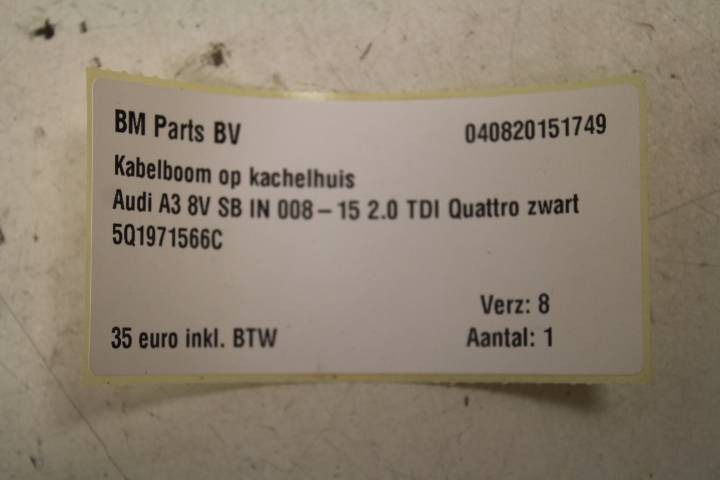 BM Parts BV 040820151749
Kabelboom op kachelhuis
Audi A3 8V SB IN 008 – 15 2.0 TDI Quattro zwart
5Q1971566C
Verz: 8
35 euro inkl. BTW Aantal: 1